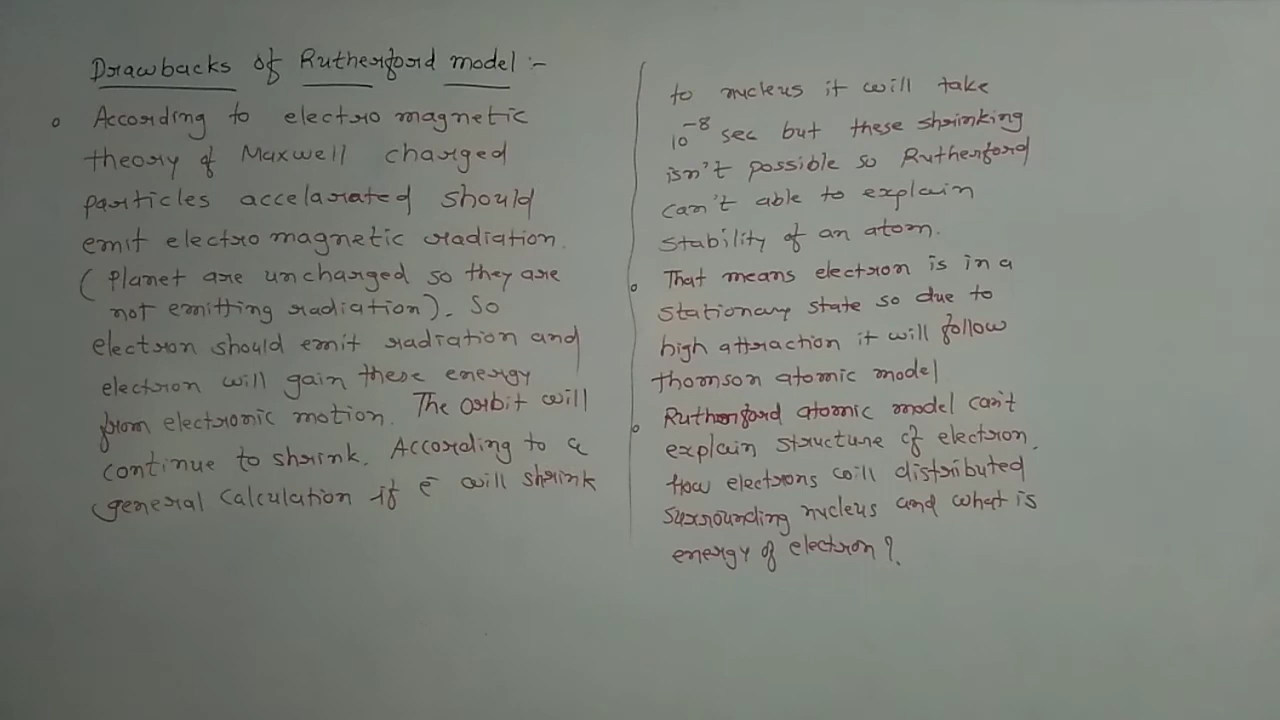 Drawbacks of Rutherford model :-
According to electro magnetic
theory of Maxwell charged
particles accelarated should
emit electro magnetic radiation.
(Planet are uncharged so they are
not emitting radiation). So
electron should emit radiation and
electron will gain these energy
from electronic motion. The orbit will
continue to shrink. According to a
general calculation if e⁻ will shrink
to nucleus it will take
10⁻⁸ sec but these shrinking
isn't possible so Rutherford
can't able to explain
stability of an atom.
That means electron is in a
stationary state so due to
high attraction it will follow
thomson atomic model
Rutherford atomic model can't
explain structure of electron.
How electrons will distributed
surrounding nucleus and what is
energy of electron?